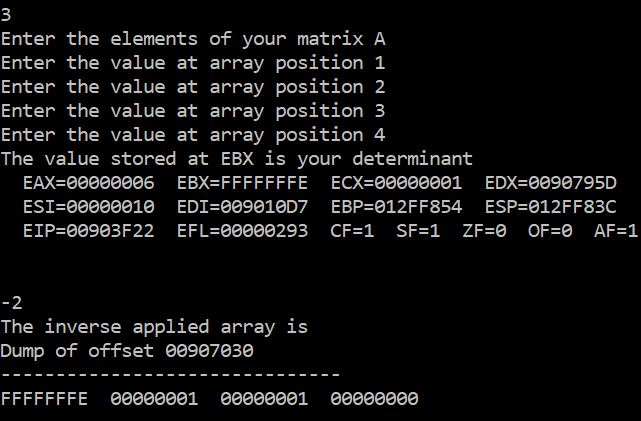 3
Enter the elements of your matrix A
Enter the value at array position 1
Enter the value at array position 2
Enter the value at array position 3
Enter the value at array position 4
The value stored at EBX is your determinant
  EAX=00000006  EBX=FFFFFFFE  ECX=00000001  EDX=0090795D
  ESI=00000010  EDI=009010D7  EBP=012FF854  ESP=012FF83C
  EIP=00903F22  EFL=00000293  CF=1  SF=1  ZF=0  OF=0  AF=1
-2
The inverse applied array is
Dump of offset 00907030
-------------------------------
FFFFFFFE  00000001  00000001  00000000